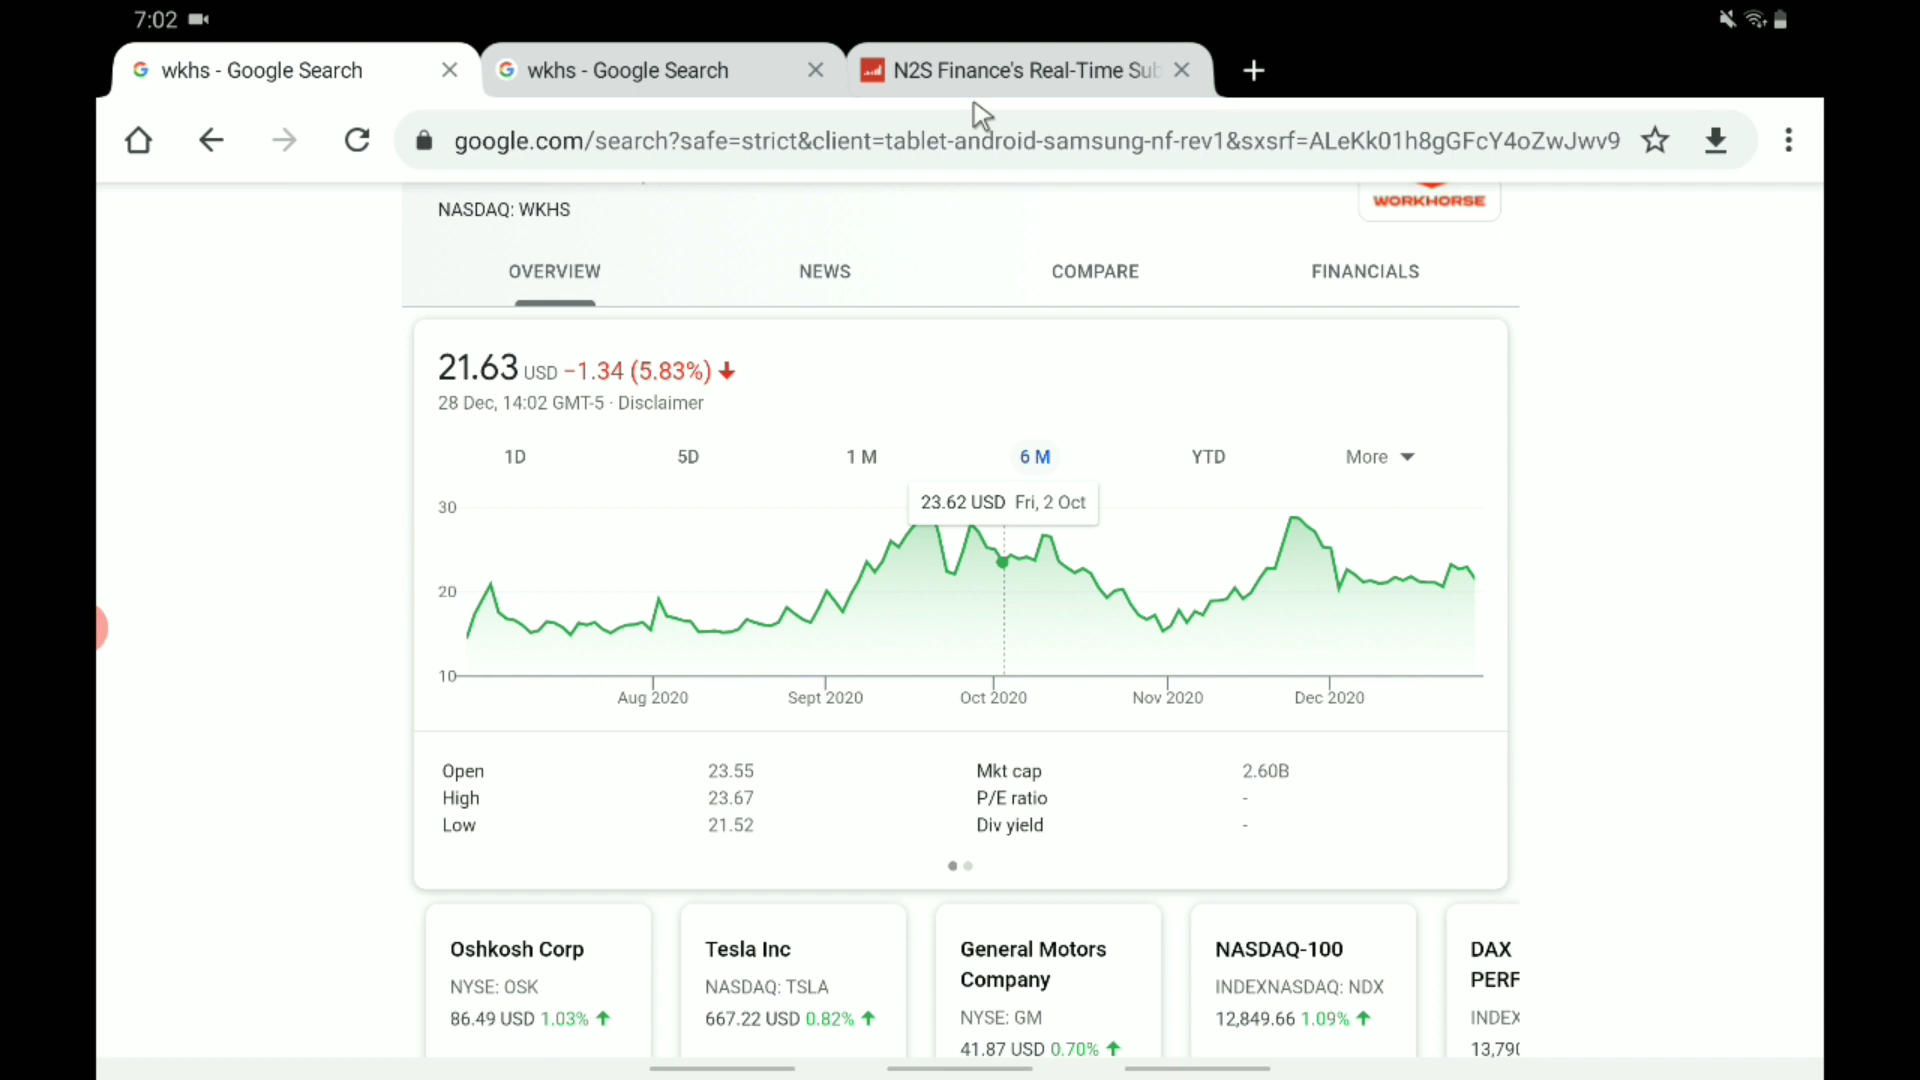 7:02
wkhs - Google Search
wkhs - Google Search
N2S Finance's Real-Time Sub
google.com/search?safe=strict&client=tablet-android-samsung-nf-rev1&sxsrf=ALeKk01h8gGFcY4oZwJwv9
NASDAQ: WKHS
WORKHORSE
OVERVIEW NEWS COMPARE FINANCIALS
21.63 USD −1.34 (5.83%)
28 Dec, 14:02 GMT-5 · Disclaimer
1D 5D 1 M 6 M YTD More
23.62 USD Fri, 2 Oct
30
20
10
Aug 2020 Sept 2020 Oct 2020 Nov 2020 Dec 2020
Open 23.55 Mkt cap 2.60B
High 23.67 P/E ratio -
Low 21.52 Div yield -
Oshkosh Corp
NYSE: OSK
86.49 USD 1.03%
Tesla Inc
NASDAQ: TSLA
667.22 USD 0.82%
General Motors
Company
NYSE: GM
41.87 USD 0.70%
NASDAQ-100
INDEXNASDAQ: NDX
12,849.66 1.09%
DAX
PERF
INDEX
13,790